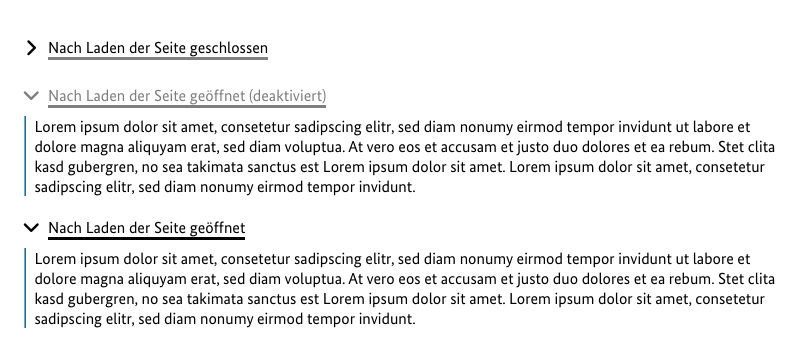 Nach Laden der Seite geschlossen
Nach Laden der Seite geöffnet (deaktiviert)
Lorem ipsum dolor sit amet, consetetur sadipscing elitr, sed diam nonumy eirmod tempor invidunt ut labore et
dolore magna aliquyam erat, sed diam voluptua. At vero eos et accusam et justo duo dolores et ea rebum. Stet clita
kasd gubergren, no sea takimata sanctus est Lorem ipsum dolor sit amet. Lorem ipsum dolor sit amet, consetetur
sadipscing elitr, sed diam nonumy eirmod tempor invidunt.
Nach Laden der Seite geöffnet
Lorem ipsum dolor sit amet, consetetur sadipscing elitr, sed diam nonumy eirmod tempor invidunt ut labore et
dolore magna aliquyam erat, sed diam voluptua. At vero eos et accusam et justo duo dolores et ea rebum. Stet clita
kasd gubergren, no sea takimata sanctus est Lorem ipsum dolor sit amet. Lorem ipsum dolor sit amet, consetetur
sadipscing elitr, sed diam nonumy eirmod tempor invidunt.